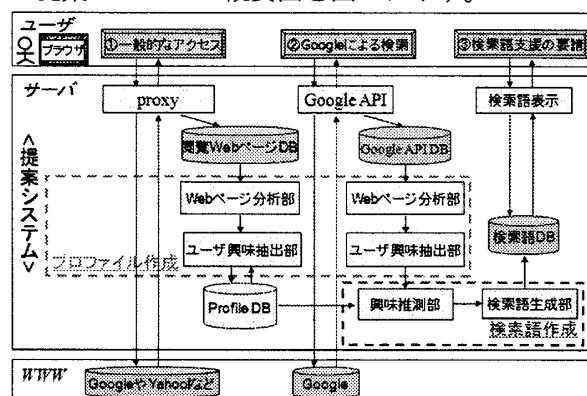 ユーザ
ブラウザ
①一般的なアクセス
②Googleによる検索
③検索語支援の要請
サーバ
proxy
Google API
検索語表示
閲覧WebページDB
Google API DB
<提案システム>
Webページ分析部
Webページ分析部
検索語DB
ユーザ興味抽出部
ユーザ興味抽出部
プロファイル作成
Profile DB
興味推測部
検索語生成部
検索語作成
WWW
GoogleやYahoo!など
Google